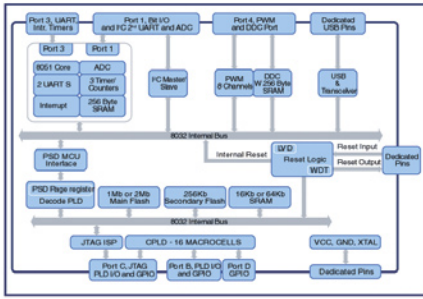 Port 3, UART,
Intr. Timers
Port 1, Bit I/O
and I²C 2nd UART and ADC
Port 4, PWM
and DDC Port
Dedicated
USB Pins
Port 3
Port 1
8051 Core
ADC
2 UART S
3 Timer/
Counters
Interrupt
256 Byte
SRAM
I²C Master/
Slave
PWM
8 Channels
DDC
W.256 Byte
SRAM
USB
&
Transceiver
8032 Internal Bus
PSD MCU
Interface
Internal Reset
LVD
Reset Logic
WDT
Reset Input
Reset Output
Dedicated
Pins
PSD Page register
Decode PLD
1Mb or 2Mb
Main Flash
256Kb
Secondary Flash
16Kb or 64Kb
SRAM
8032 Internal Bus
JTAG ISP
CPLD - 16 MACROCELLS
VCC, GND, XTAL
Port C, JTAG
PLD I/O
and GPIO
Port B, PLD I/O
and GPIO
Port D
GPIO
Dedicated Pins